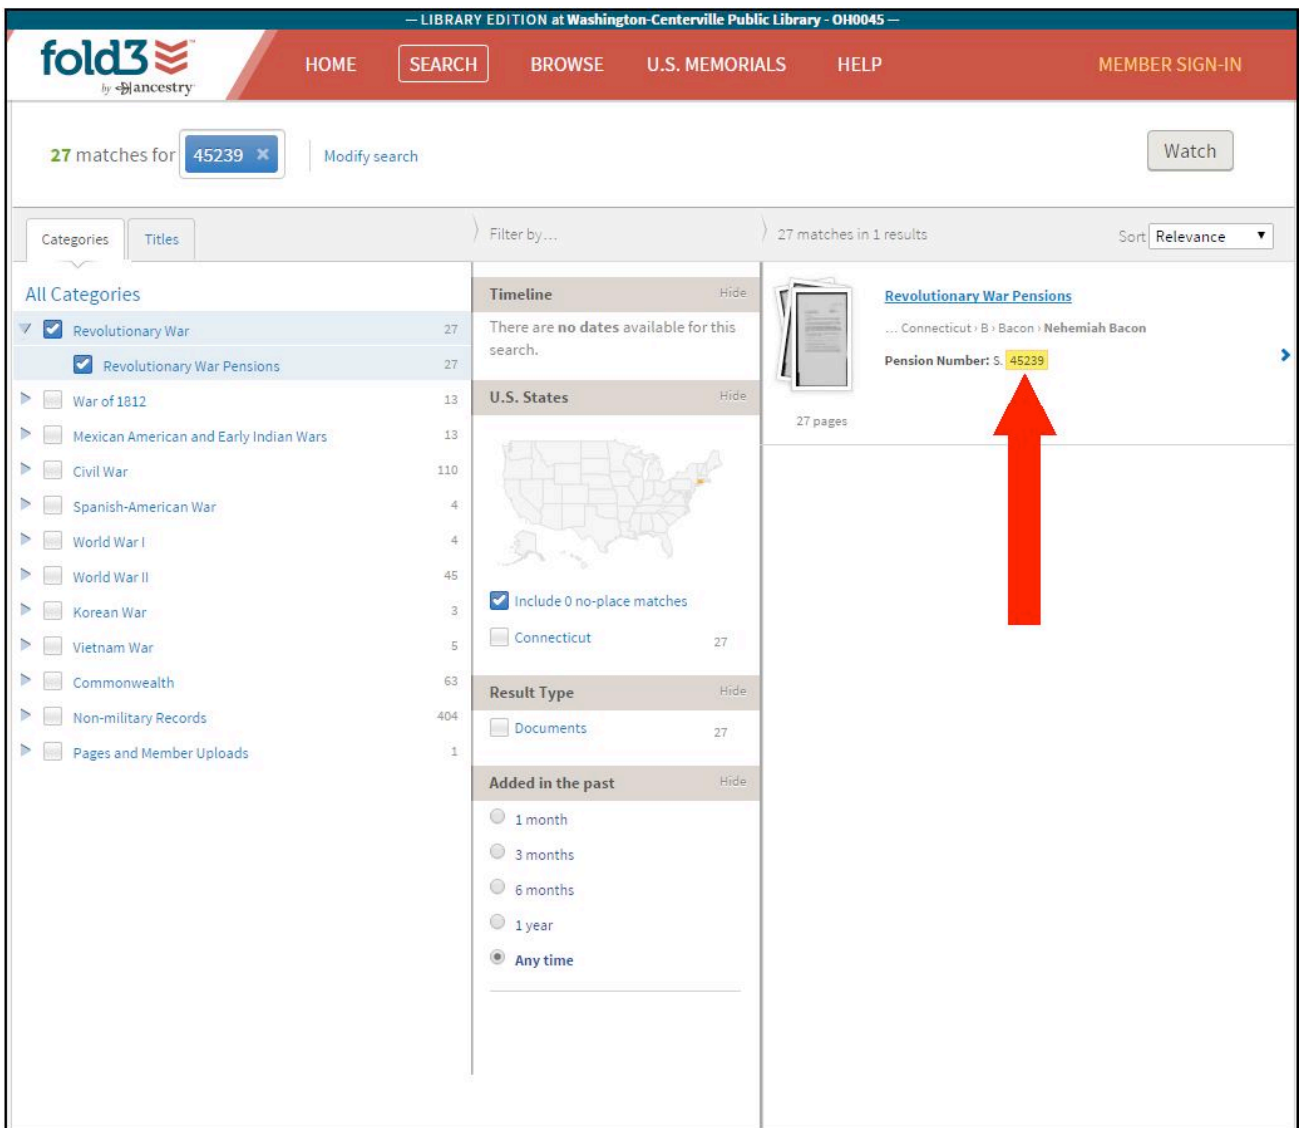 — LIBRARY EDITION at Washington-Centerville Public Library - OH0045 —
fold3
by ancestry
HOME SEARCH BROWSE U.S. MEMORIALS HELP MEMBER SIGN-IN
27 matches for 45239 × Modify search Watch
Categories Titles
Filter by...
27 matches in 1 results Sort Relevance
All Categories
Revolutionary War 27
Revolutionary War Pensions 27
War of 1812 13
Mexican American and Early Indian Wars 13
Civil War 110
Spanish-American War 4
World War I 4
World War II 45
Korean War 3
Vietnam War 5
Commonwealth 63
Non-military Records 404
Pages and Member Uploads 1
Timeline Hide
There are no dates available for this
search.
U.S. States Hide
Include 0 no-place matches
Connecticut 27
Result Type Hide
Documents 27
Added in the past Hide
1 month
3 months
6 months
1 year
Any time
Revolutionary War Pensions
... Connecticut › B › Bacon › Nehemiah Bacon
Pension Number: S. 45239
27 pages